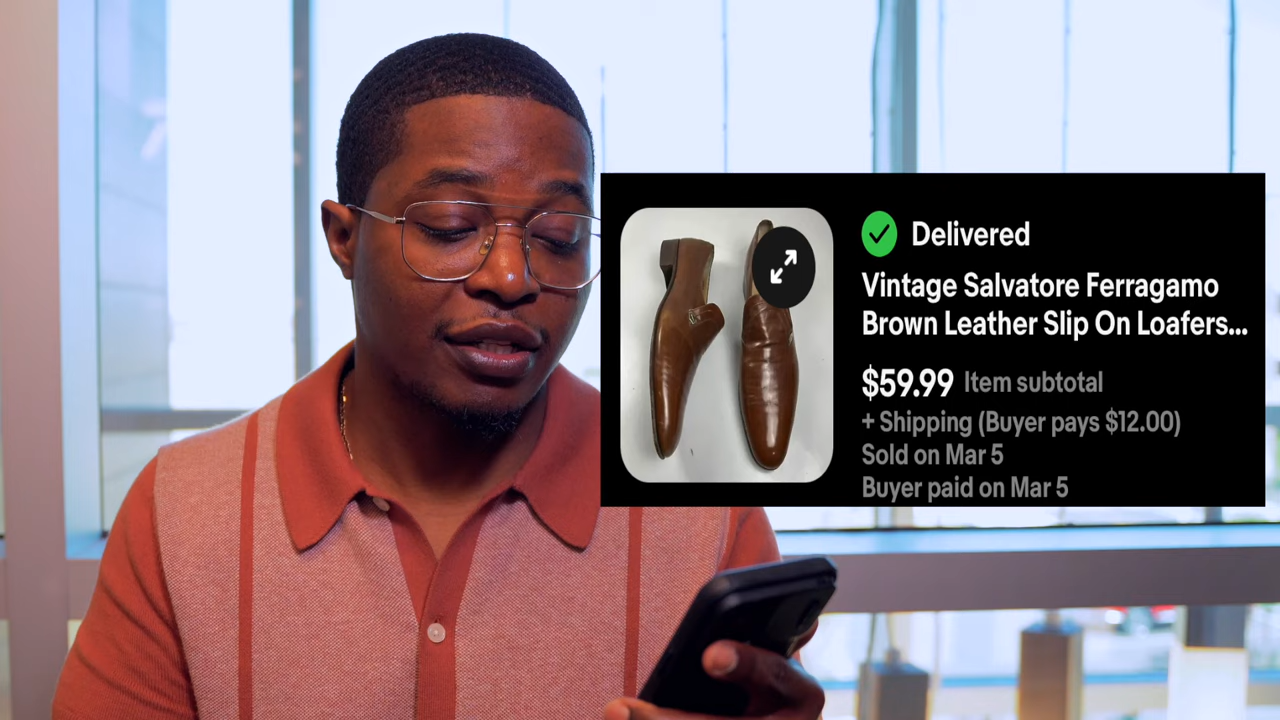 Delivered
Vintage Salvatore Ferragamo
Brown Leather Slip On Loafers...
$59.99 Item subtotal
+ Shipping (Buyer pays $12.00)
Sold on Mar 5
Buyer paid on Mar 5